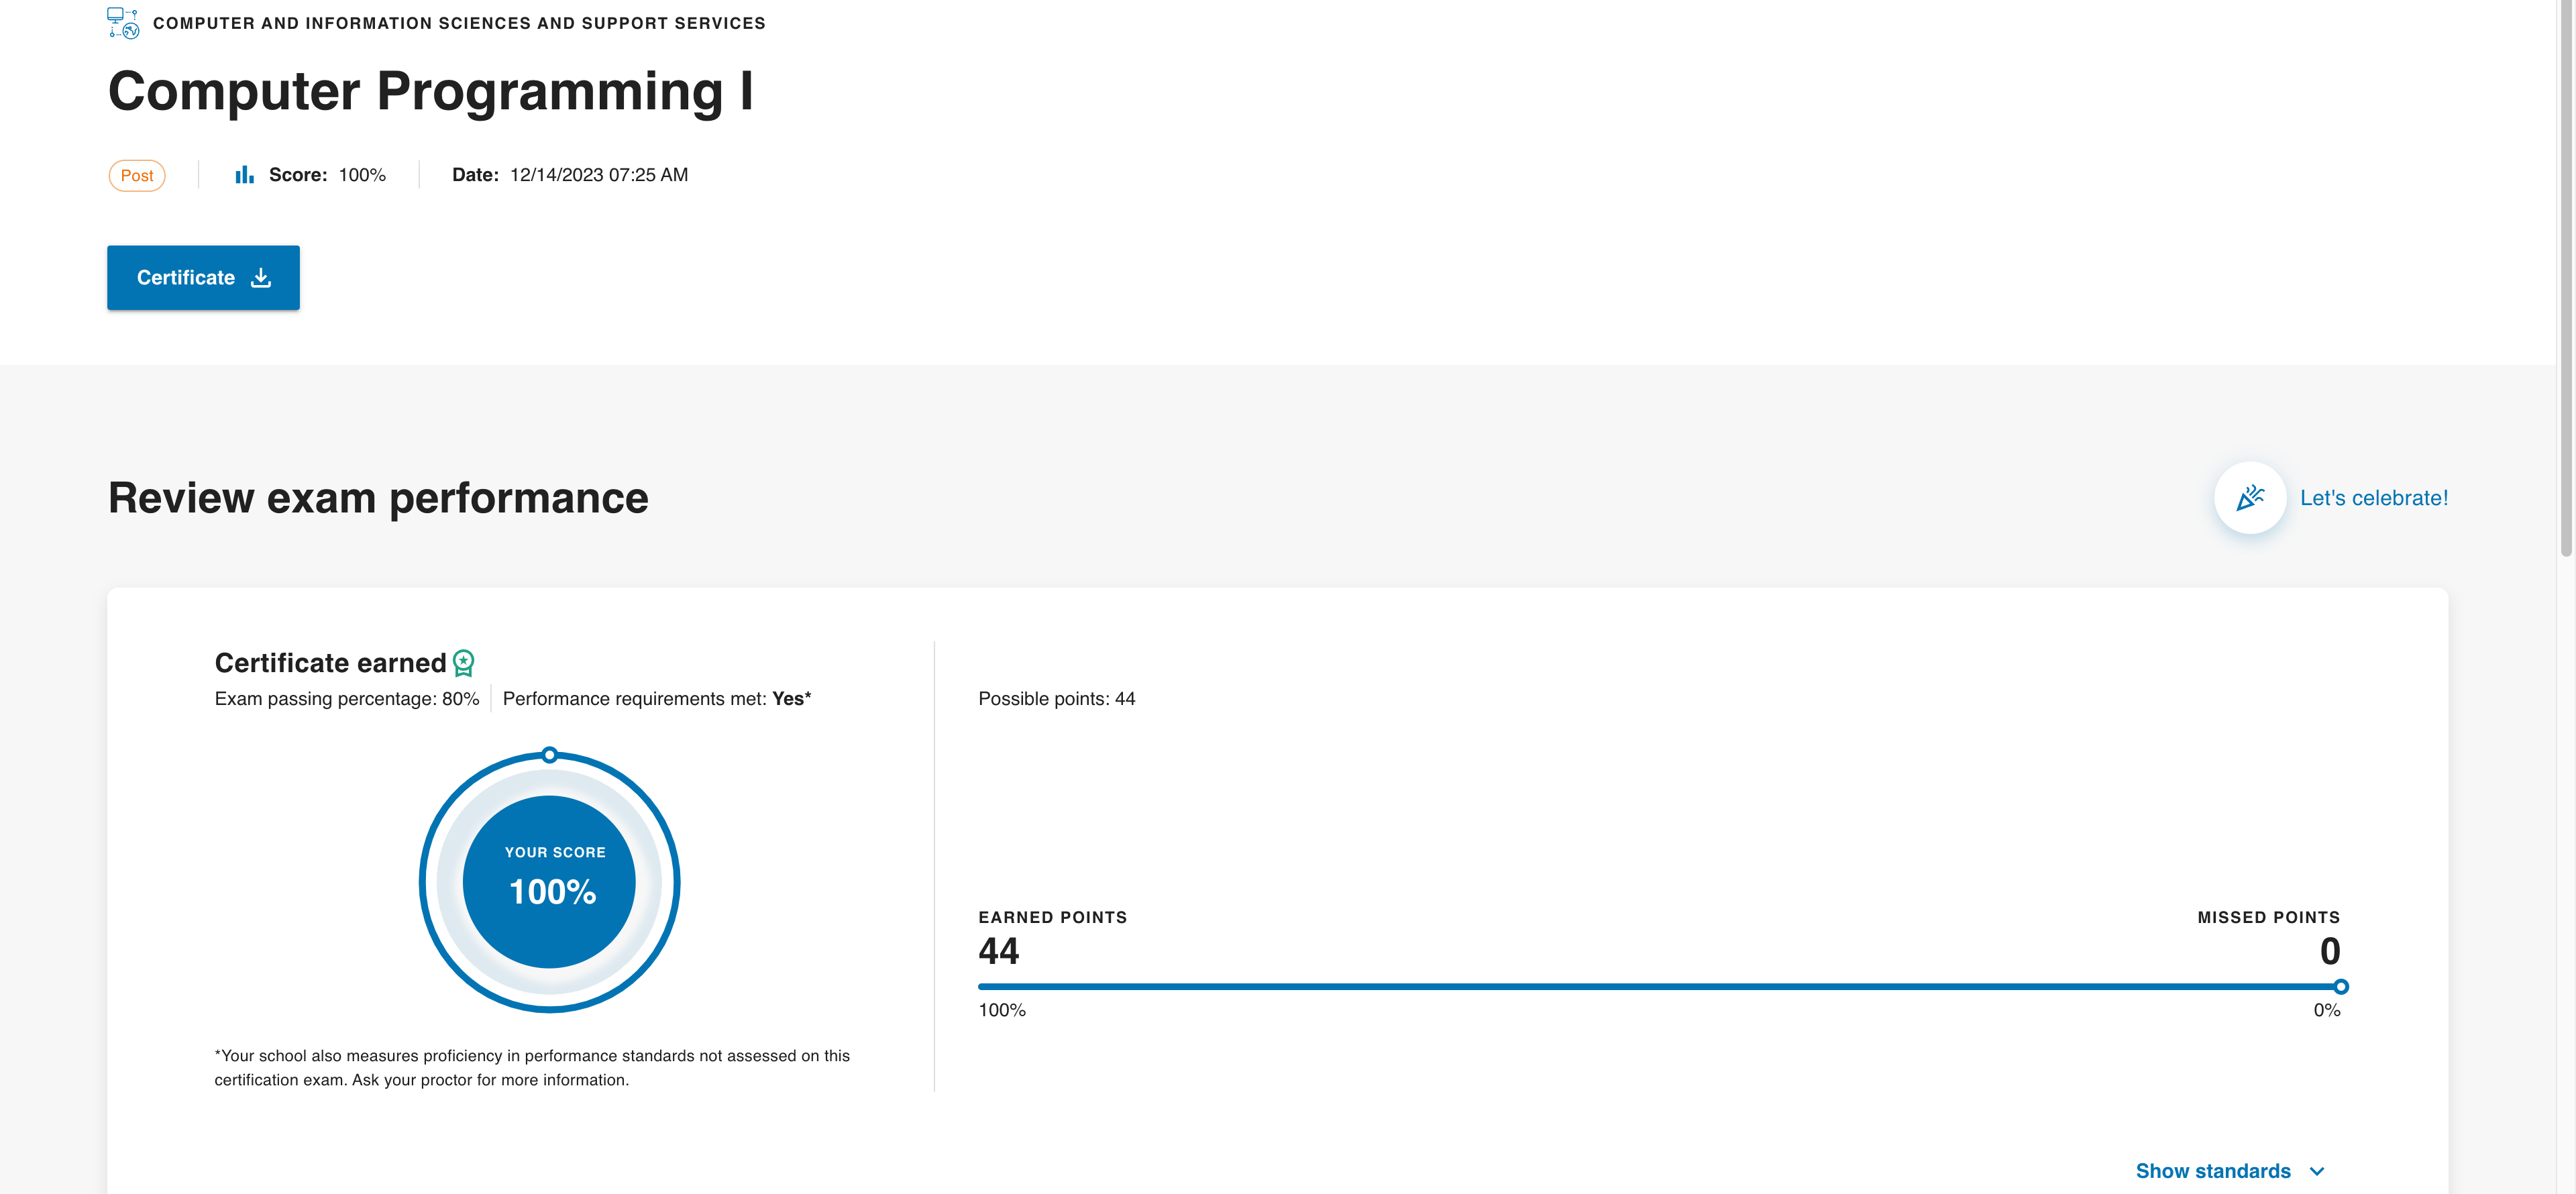 COMPUTER AND INFORMATION SCIENCES AND SUPPORT SERVICES
Computer Programming I
Post
Score: 100%
Date: 12/14/2023 07:25 AM
Certificate
Review exam performance
Let's celebrate!
Certificate earned
Exam passing percentage: 80%
Performance requirements met: Yes*
YOUR SCORE
100%
*Your school also measures proficiency in performance standards not assessed on this
certification exam. Ask your proctor for more information.
Possible points: 44
EARNED POINTS
44
100%
MISSED POINTS
0
0%
Show standards